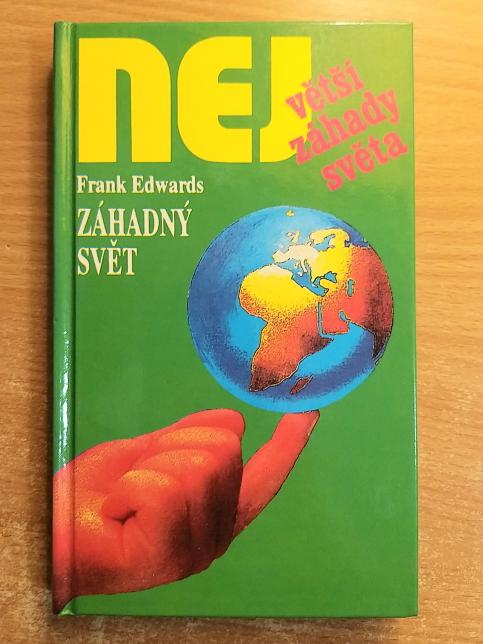 NEJ
větší
záhady
světa
Frank Edwards
ZÁHADNÝ
SVĚT